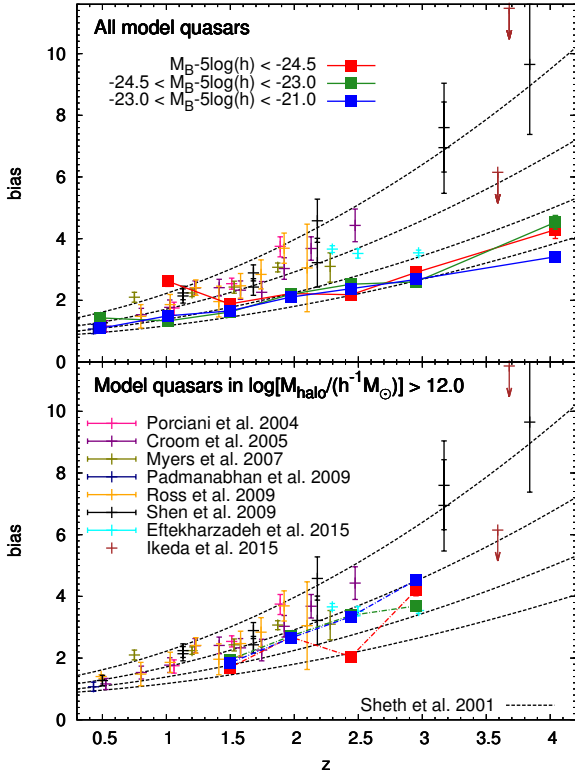 All model quasars
M_B-5log(h) < -24.5
-24.5 < M_B-5log(h) < -23.0
-23.0 < M_B-5log(h) < -21.0
10
8
6
4
2
0
bias
Model quasars in log[M_halo/(h^-1M_⊙)] > 12.0
Porciani et al. 2004
Croom et al. 2005
Myers et al. 2007
Padmanabhan et al. 2009
Ross et al. 2009
Shen et al. 2009
Eftekharzadeh et al. 2015
Ikeda et al. 2015
10
8
6
4
2
0
bias
Sheth et al. 2001
0.5 1 1.5 2 2.5 3 3.5 4
z